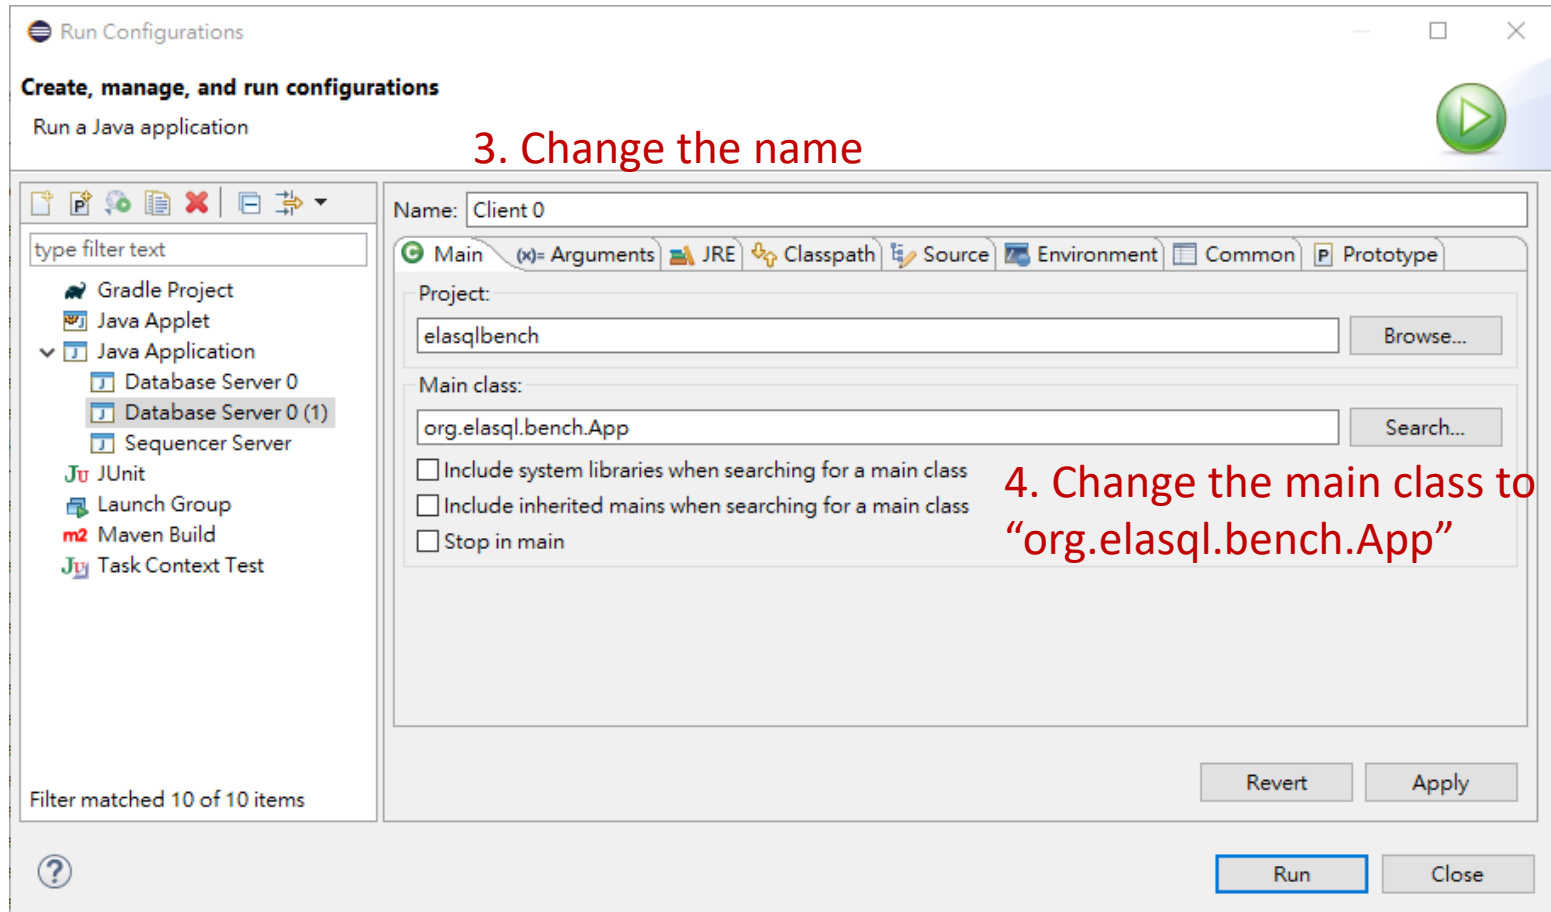 Run Configurations
Create, manage, and run configurations
Run a Java application
3. Change the name
type filter text
Gradle Project
Java Applet
Java Application
Database Server 0
Database Server 0 (1)
Sequencer Server
JUnit
Launch Group
Maven Build
Task Context Test
Filter matched 10 of 10 items
Name: Client 0
Main (x)= Arguments JRE Classpath Source Environment Common Prototype
Project:
elasqlbench Browse...
Main class:
org.elasql.bench.App Search...
Include system libraries when searching for a main class
Include inherited mains when searching for a main class
Stop in main
4. Change the main class to
“org.elasql.bench.App”
Revert Apply
Run Close